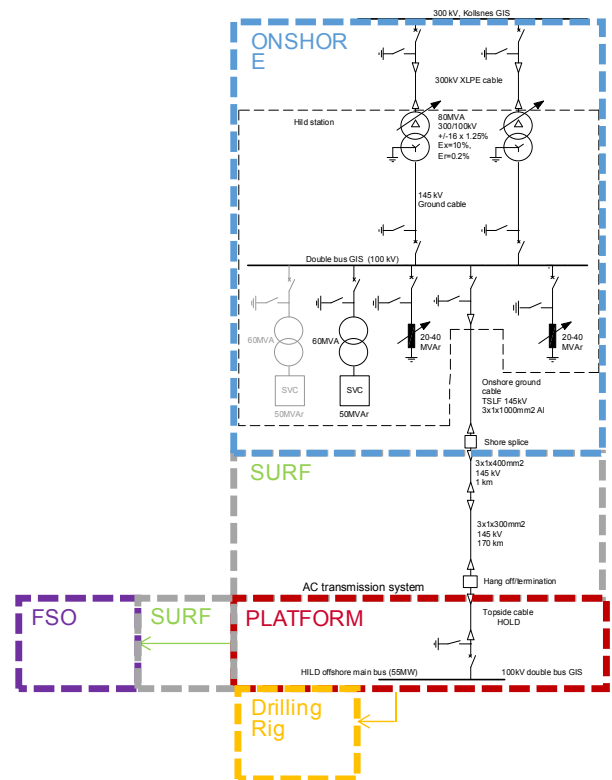 300 kV, Kollsnes GIS
ONSHOR
E
300kV XLPE cable
Hild station
80MVA
300/100kV
+/-16 x 1.25%
Ex=10%,
Er=0.2%
145 kV
Ground cable
Double bus GIS (100 kV)
60MVA
60MVA
20-40
MVAr
20-40
MVAr
SVC
SVC
50MVAr
50MVAr
Onshore ground
cable
TSLF 145kV
3x1x1000mm2 Al
Shore splice
SURF
3x1x400mm2
145 kV
1 km
3x1x300mm2
145 kV
170 km
Hang off/termination
AC transmission system
FSO
SURF
PLATFORM
Topside cable
HOLD
HILD offshore main bus (55MW)
100kV double bus GIS
Drilling
Rig